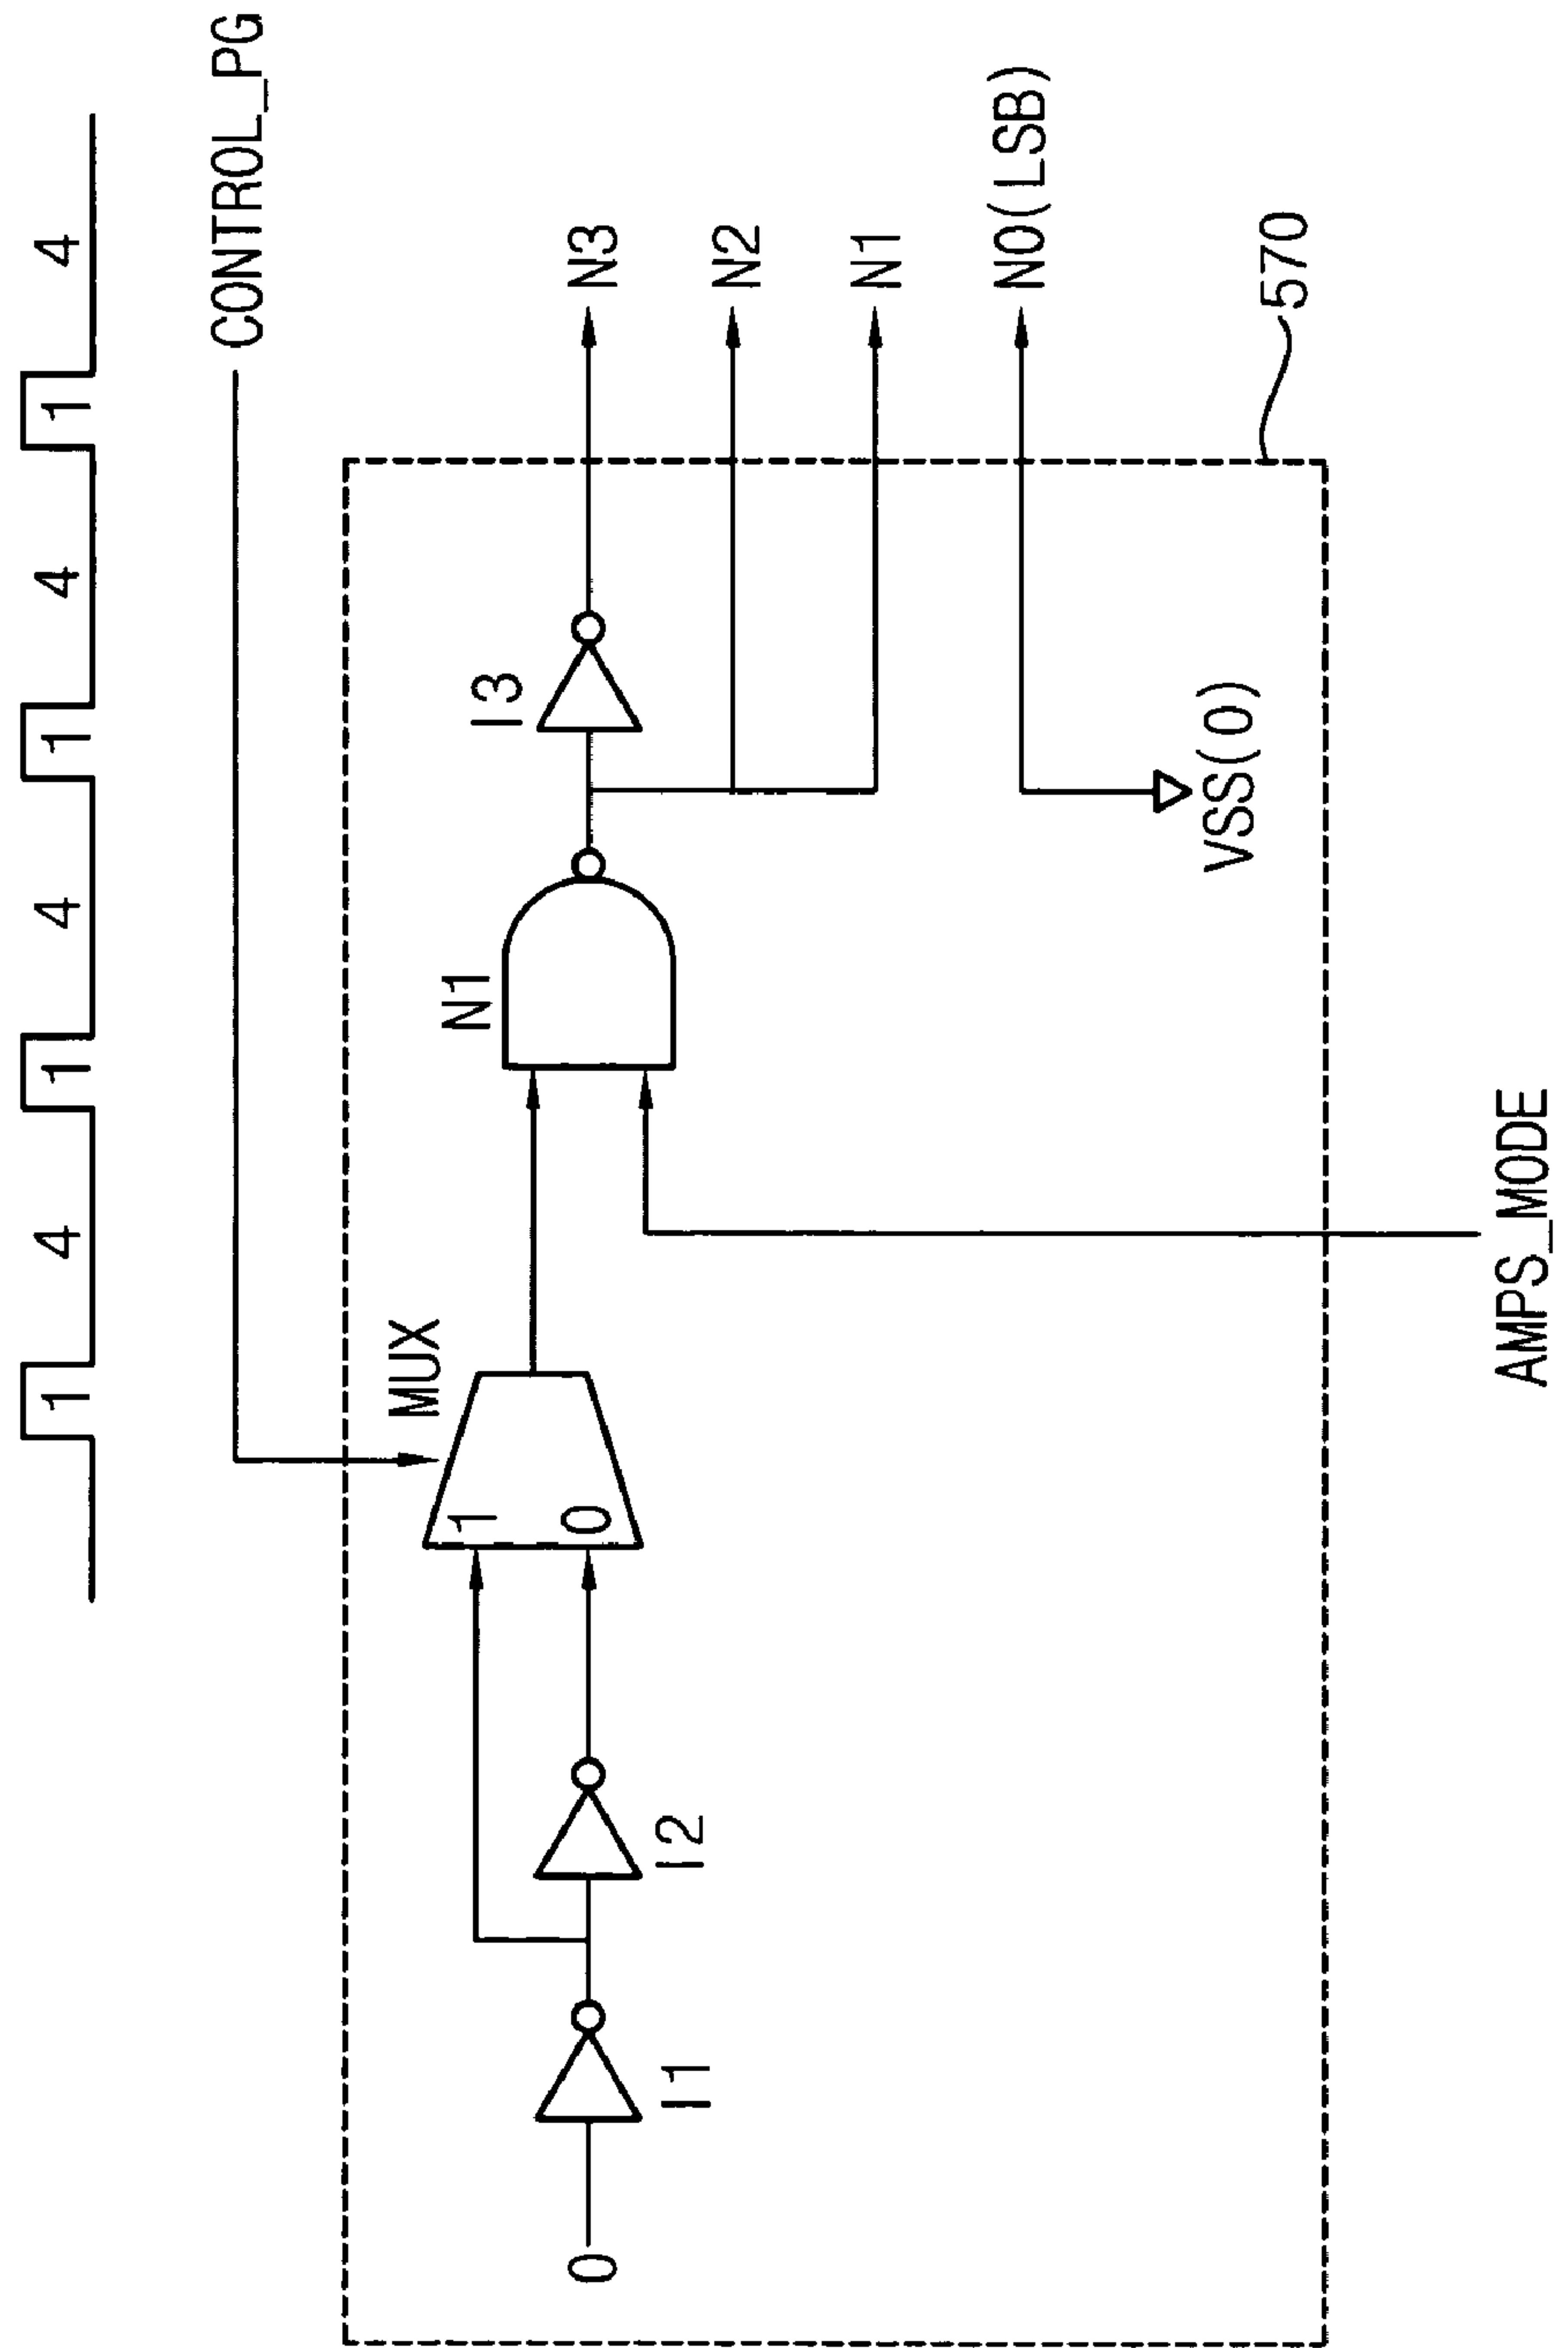 1 4 1 4 1 4 1 4
CONTROL_PG
MUX
1
0
N1
I3
N3
N2
N1
N0(LSB)
0
I1
I2
VSS(0)
570
AMPS_MODE